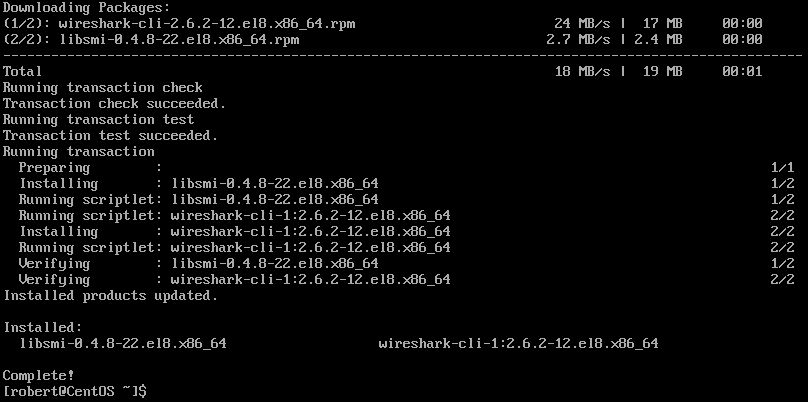 Downloading Packages:
(1/2): wireshark-cli-2.6.2-12.el8.x86_64.rpm 24 MB/s | 17 MB 00:00
(2/2): libsmi-0.4.8-22.el8.x86_64.rpm 2.7 MB/s | 2.4 MB 00:00
--------------------------------------------------------------------------------
Total 18 MB/s | 19 MB 00:01
Running transaction check
Transaction check succeeded.
Running transaction test
Transaction test succeeded.
Running transaction
Preparing : 1/1
Installing : libsmi-0.4.8-22.el8.x86_64 1/2
Running scriptlet: libsmi-0.4.8-22.el8.x86_64 1/2
Running scriptlet: wireshark-cli-1:2.6.2-12.el8.x86_64 2/2
Installing : wireshark-cli-1:2.6.2-12.el8.x86_64 2/2
Running scriptlet: wireshark-cli-1:2.6.2-12.el8.x86_64 2/2
Verifying : libsmi-0.4.8-22.el8.x86_64 1/2
Verifying : wireshark-cli-1:2.6.2-12.el8.x86_64 2/2
Installed products updated.
Installed:
libsmi-0.4.8-22.el8.x86_64 wireshark-cli-1:2.6.2-12.el8.x86_64
Complete!
[robert@CentOS ~]$